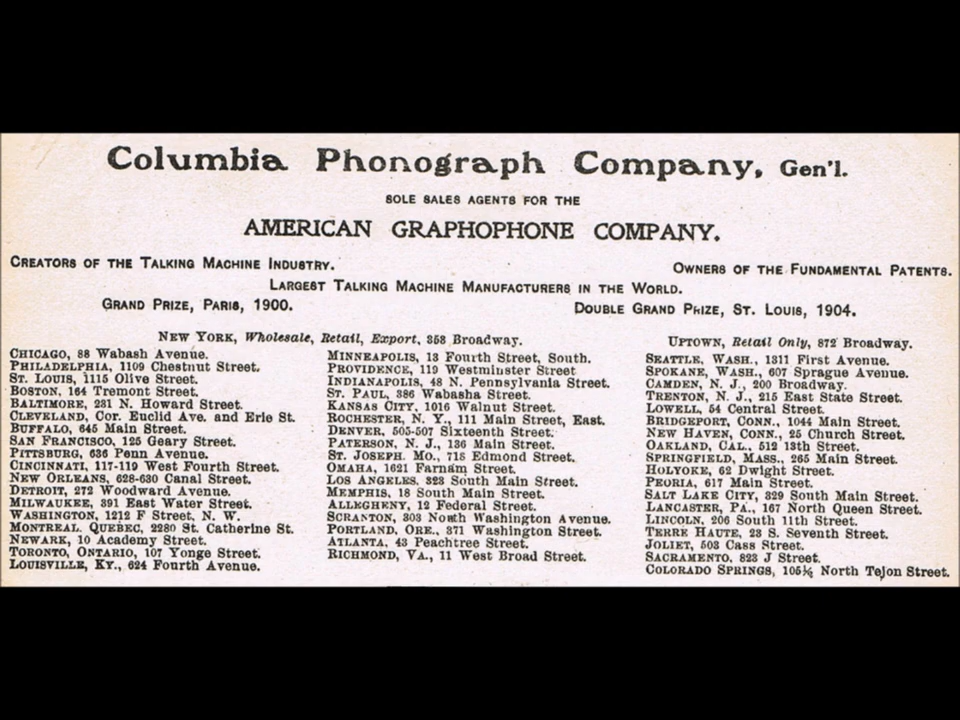 Columbia Phonograph Company, Gen'l.
SOLE SALES AGENTS FOR THE
AMERICAN GRAPHOPHONE COMPANY.
CREATORS OF THE TALKING MACHINE INDUSTRY.
OWNERS OF THE FUNDAMENTAL PATENTS.
LARGEST TALKING MACHINE MANUFACTURERS IN THE WORLD.
GRAND PRIZE, PARIS, 1900.
DOUBLE GRAND PRIZE, ST. LOUIS, 1904.
NEW YORK, Wholesale, Retail, Export, 358 Broadway.
CHICAGO, 88 Wabash Avenue.
PHILADELPHIA, 1109 Chestnut Street.
ST. LOUIS, 1115 Olive Street.
BOSTON, 164 Tremont Street.
BALTIMORE, 231 N. Howard Street.
CLEVELAND, Cor. Euclid Ave. and Erie St.
BUFFALO, 645 Main Street.
SAN FRANCISCO, 125 Geary Street.
PITTSBURG, 636 Penn Avenue.
CINCINNATI, 117-119 West Fourth Street.
NEW ORLEANS, 628-630 Canal Street.
DETROIT, 272 Woodward Avenue.
MILWAUKEE, 391 East Water Street.
WASHINGTON, 1212 F Street, N. W.
MONTREAL. QUEBEC, 2280 St. Catherine St.
NEWARK, 10 Academy Street.
TORONTO, ONTARIO, 107 Yonge Street.
LOUISVILLE, KY., 624 Fourth Avenue.
MINNEAPOLIS, 13 Fourth Street, South.
PROVIDENCE, 119 Westminster Street
INDIANAPOLIS, 48 N. Pennsylvania Street.
ST. PAUL, 386 Wabasha Street.
KANSAS CITY, 1016 Walnut Street.
ROCHESTER, N. Y., 111 Main Street, East.
DENVER, 505-507 Sixteenth Street.
PATERSON, N. J., 136 Main Street.
ST. JOSEPH. MO., 715 Edmond Street.
OMAHA, 1621 Farnam Street.
LOS ANGELES, 323 South Main Street.
MEMPHIS, 18 South Main Street.
ALLEGHENY, 12 Federal Street.
SCRANTON, 303 North Washington Avenue.
PORTLAND, ORE., 371 Washington Street.
ATLANTA, 43 Peachtree Street.
RICHMOND, VA., 11 West Broad Street.
UPTOWN, Retail Only, 872 Broadway.
SEATTLE, WASH., 1311 First Avenue.
SPOKANE, WASH., 607 Sprague Avenue.
CAMDEN, N. J., 200 Broadway.
TRENTON, N. J., 215 East State Street.
LOWELL, 54 Central Street.
BRIDGEPORT, CONN., 1044 Main Street.
NEW HAVEN, CONN., 25 Church Street.
OAKLAND, CAL., 512 13th Street.
SPRINGFIELD, MASS., 265 Main Street.
HOLYOKE, 62 Dwight Street.
PEORIA, 617 Main Street.
SALT LAKE CITY, 329 South Main Street.
LANCASTER, PA., 167 North Queen Street.
LINCOLN, 206 South 11th Street.
TERRE HAUTE, 23 S. Seventh Street.
JOLIET, 503 Cass Street.
SACRAMENTO, 823 J Street.
COLORADO SPRINGS, North Tejon Street.